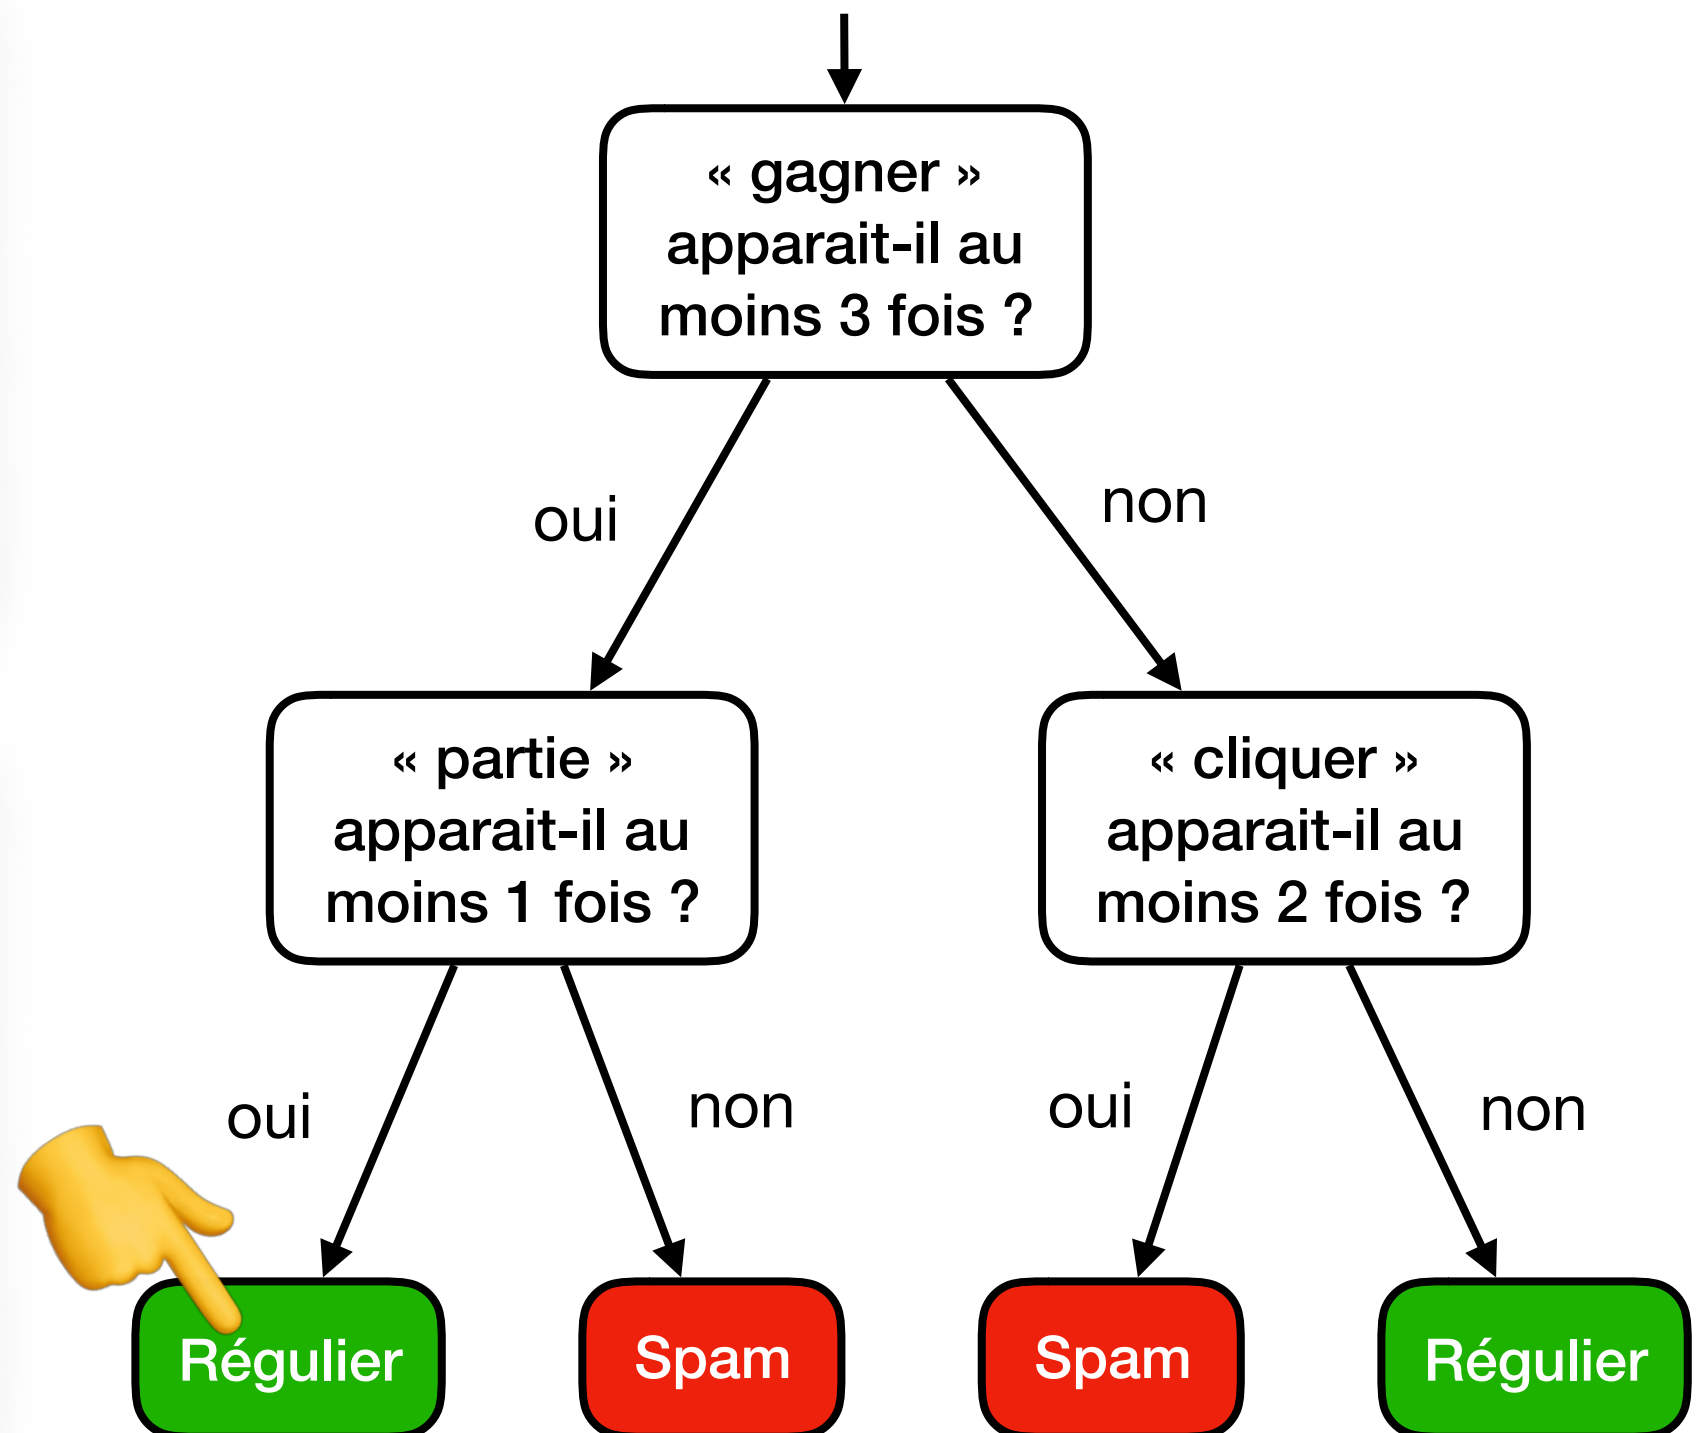 « gagner »
apparait-il au
moins 3 fois ?
oui
non
« partie »
apparait-il au
moins 1 fois ?
« cliquer »
apparait-il au
moins 2 fois ?
oui
non
oui
non
Régulier
Spam
Spam
Régulier